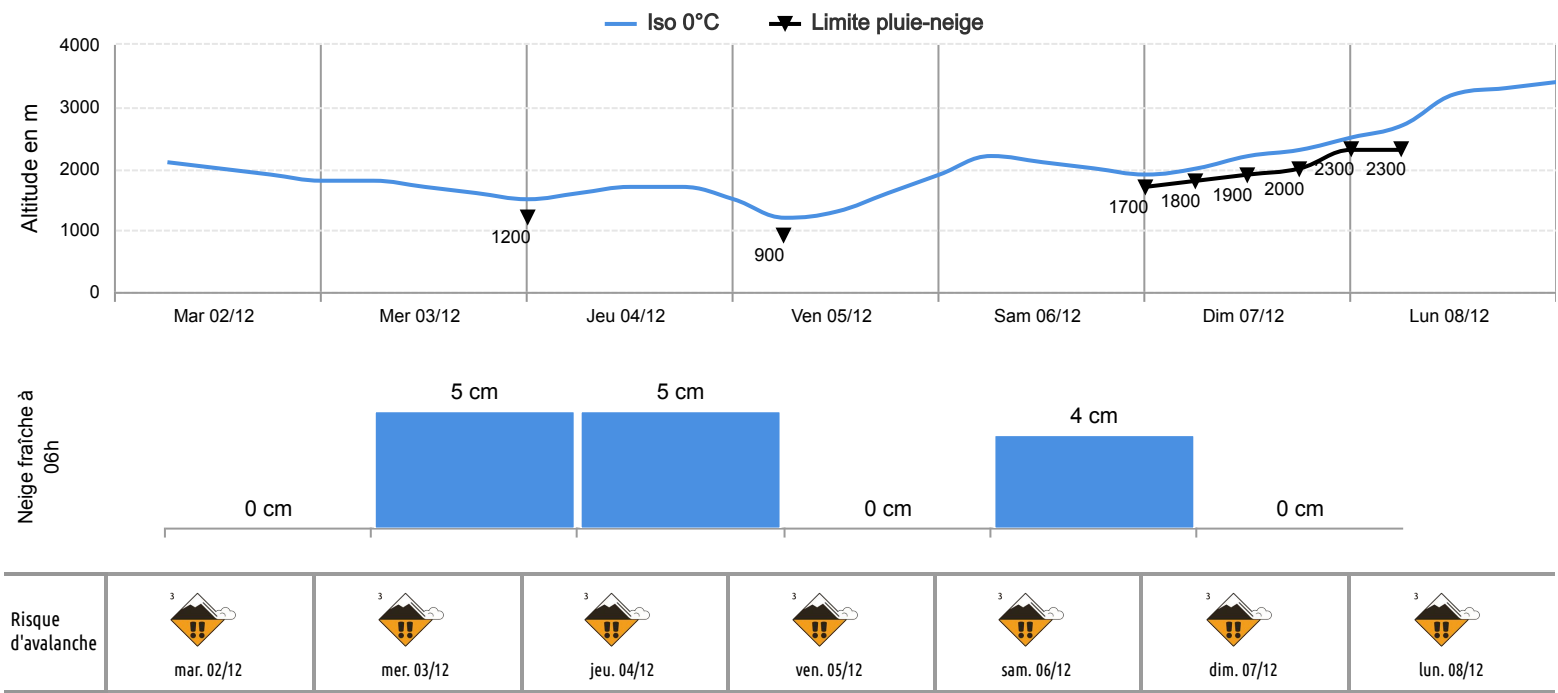 Iso 0°C Limite pluie-neige
Altitude en m
4000
3000
2000
1000
0
1200
900
1700
1800
1900
2000
2300
2300
Mar 02/12 Mer 03/12 Jeu 04/12 Ven 05/12 Sam 06/12 Dim 07/12 Lun 08/12
Neige fraîche à
06h
0 cm 5 cm 5 cm 0 cm 4 cm 0 cm
Risque
d'avalanche
3 3 3 3 3 3 3
!! !! !! !! !! !! !!
mar. 02/12 mer. 03/12 jeu. 04/12 ven. 05/12 sam. 06/12 dim. 07/12 lun. 08/12